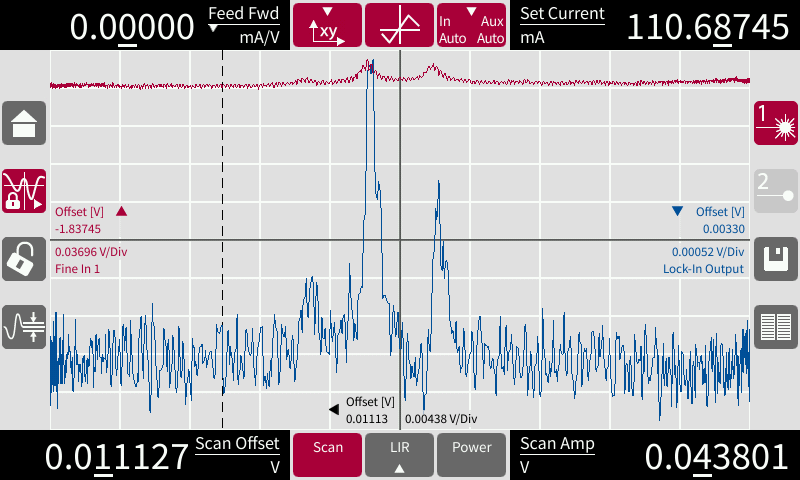 0.00000 Feed Fwd
mA/V
xy
In Aux
Auto Auto
Set Current 110.68745
mA
1
2
Offset [V]
-1.83745
0.03696 V/Div
Fine In 1
Offset [V]
0.00330
0.00052 V/Div
Lock-In Output
Offset [V]
0.01113 0.00438 V/Div
0.011127 Scan Offset
V
Scan
LIR
Power
Scan Amp 0.043801
V